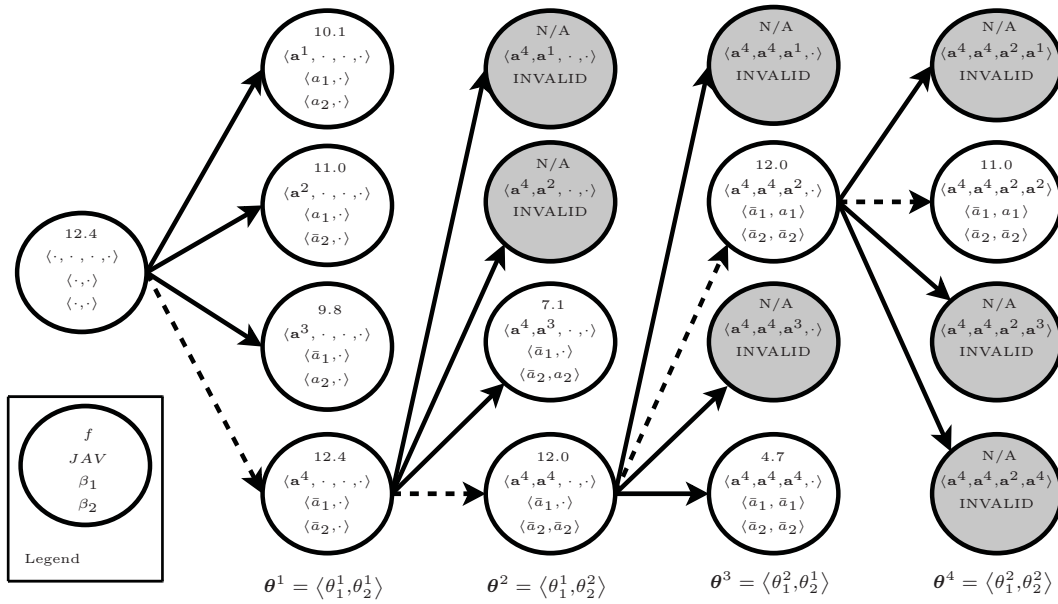 12.4
⟨·, ·, ·, ·⟩
⟨·,·⟩
⟨·,·⟩
10.1
⟨𝐚¹, ·, ·, ·⟩
⟨a₁,·⟩
⟨a₂,·⟩
11.0
⟨𝐚², ·, ·, ·⟩
⟨a₁,·⟩
⟨ā₂,·⟩
9.8
⟨𝐚³, ·, ·, ·⟩
⟨ā₁,·⟩
⟨a₂,·⟩
12.4
⟨𝐚⁴, ·, ·, ·⟩
⟨ā₁,·⟩
⟨ā₂,·⟩
N/A
⟨𝐚⁴,𝐚¹, ·,·⟩
INVALID
N/A
⟨𝐚⁴,𝐚², ·,·⟩
INVALID
7.1
⟨𝐚⁴,𝐚³, ·,·⟩
⟨ā₁,·⟩
⟨ā₂,a₂⟩
12.0
⟨𝐚⁴,𝐚⁴, ·,·⟩
⟨ā₁,·⟩
⟨ā₂,ā₂⟩
N/A
⟨𝐚⁴,𝐚⁴,𝐚¹,·⟩
INVALID
12.0
⟨𝐚⁴,𝐚⁴,𝐚²,·⟩
⟨ā₁, a₁⟩
⟨ā₂, ā₂⟩
N/A
⟨𝐚⁴,𝐚⁴,𝐚³,·⟩
INVALID
4.7
⟨𝐚⁴,𝐚⁴,𝐚⁴,·⟩
⟨ā₁, ā₁⟩
⟨ā₂, ā₂⟩
N/A
⟨𝐚⁴,𝐚⁴,𝐚²,𝐚¹⟩
INVALID
11.0
⟨𝐚⁴,𝐚⁴,𝐚²,𝐚²⟩
⟨ā₁, a₁⟩
⟨ā₂, ā₂⟩
N/A
⟨𝐚⁴,𝐚⁴,𝐚²,𝐚³⟩
INVALID
N/A
⟨𝐚⁴,𝐚⁴,𝐚²,𝐚⁴⟩
INVALID
f
JAV
β₁
β₂
Legend
𝛉¹ = ⟨θ₁¹,θ₂¹⟩
𝛉² = ⟨θ₁¹,θ₂²⟩
𝛉³ = ⟨θ₁²,θ₂¹⟩
𝛉⁴ = ⟨θ₁²,θ₂²⟩